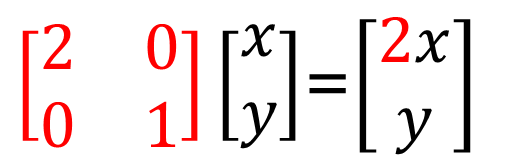 [2 0] [x] = [2x]
[0 1] [y] [y]